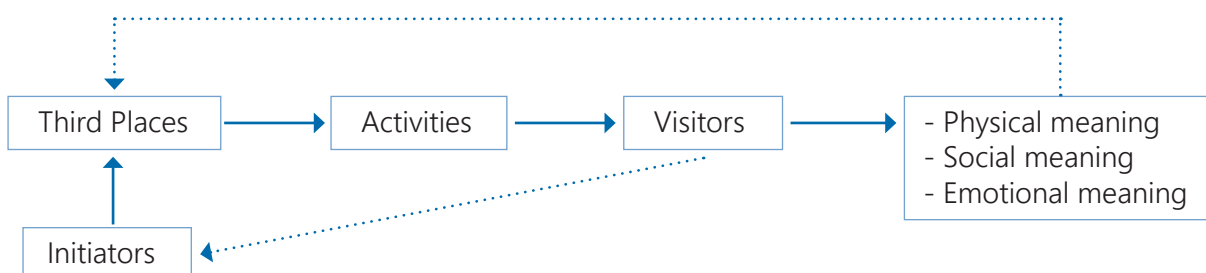 Third Places
Activities
Visitors
- Physical meaning
- Social meaning
- Emotional meaning
Initiators